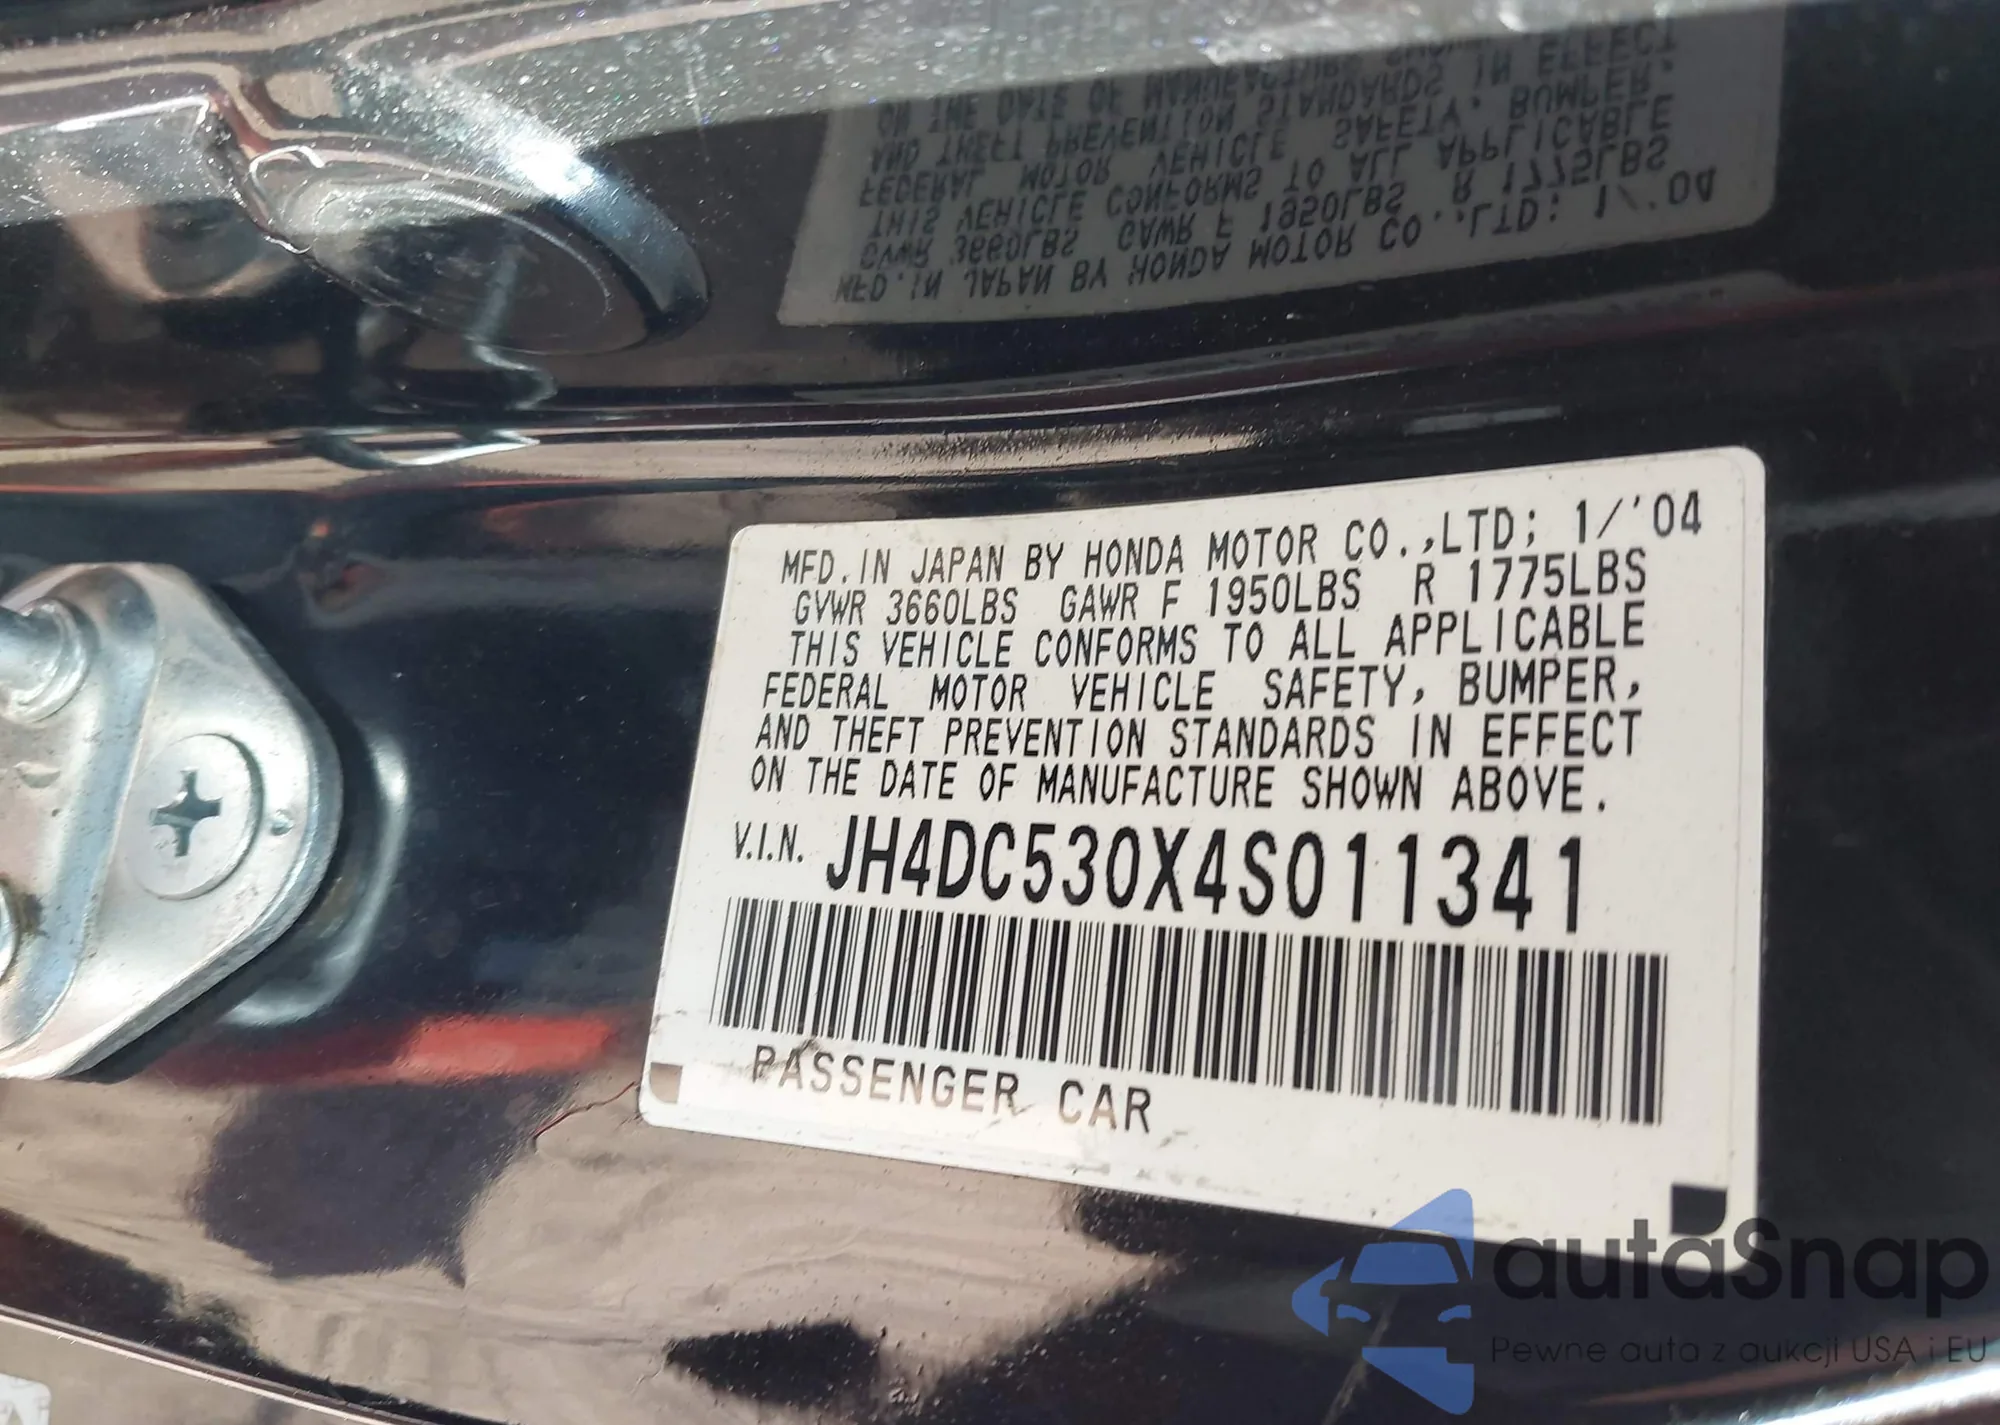 MFD.IN JAPAN BY HONDA MOTOR CO.,LTD; 1/'04
GVWR 3660LBS GAWR F 1950LBS R 1775LBS
THIS VEHICLE CONFORMS TO ALL APPLICABLE
FEDERAL MOTOR VEHICLE SAFETY, BUMPER,
AND THEFT PREVENTION STANDARDS IN EFFECT
ON THE DATE OF MANUFACTURE SHOWN ABOVE.
V.I.N. JH4DC530X4S011341
PASSENGER CAR
autaSnap
Pewne auta z aukcji USA i EU